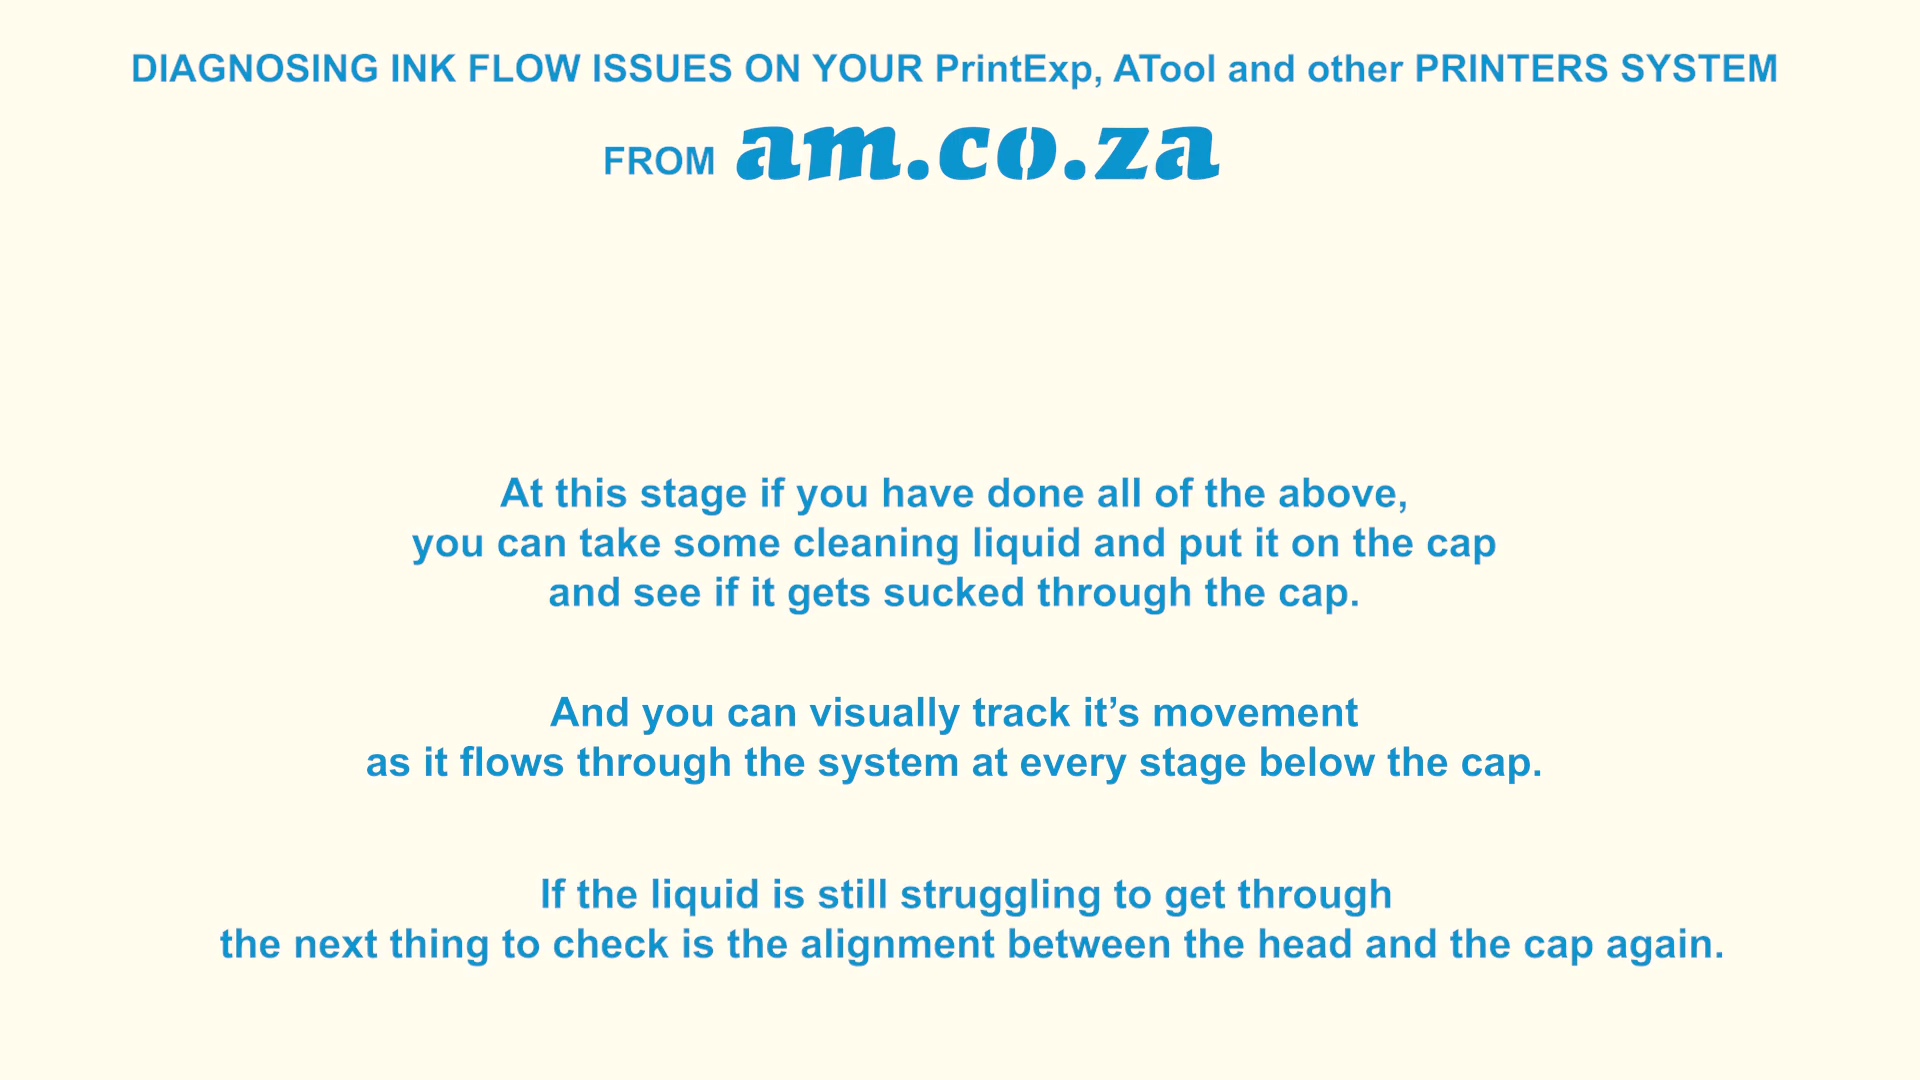 DIAGNOSING INK FLOW ISSUES ON YOUR PrintExp, ATool and other PRINTERS SYSTEM
FROM am.co.za
At this stage if you have done all of the above,
you can take some cleaning liquid and put it on the cap
and see if it gets sucked through the cap.
And you can visually track it’s movement
as it flows through the system at every stage below the cap.
If the liquid is still struggling to get through
the next thing to check is the alignment between the head and the cap again.